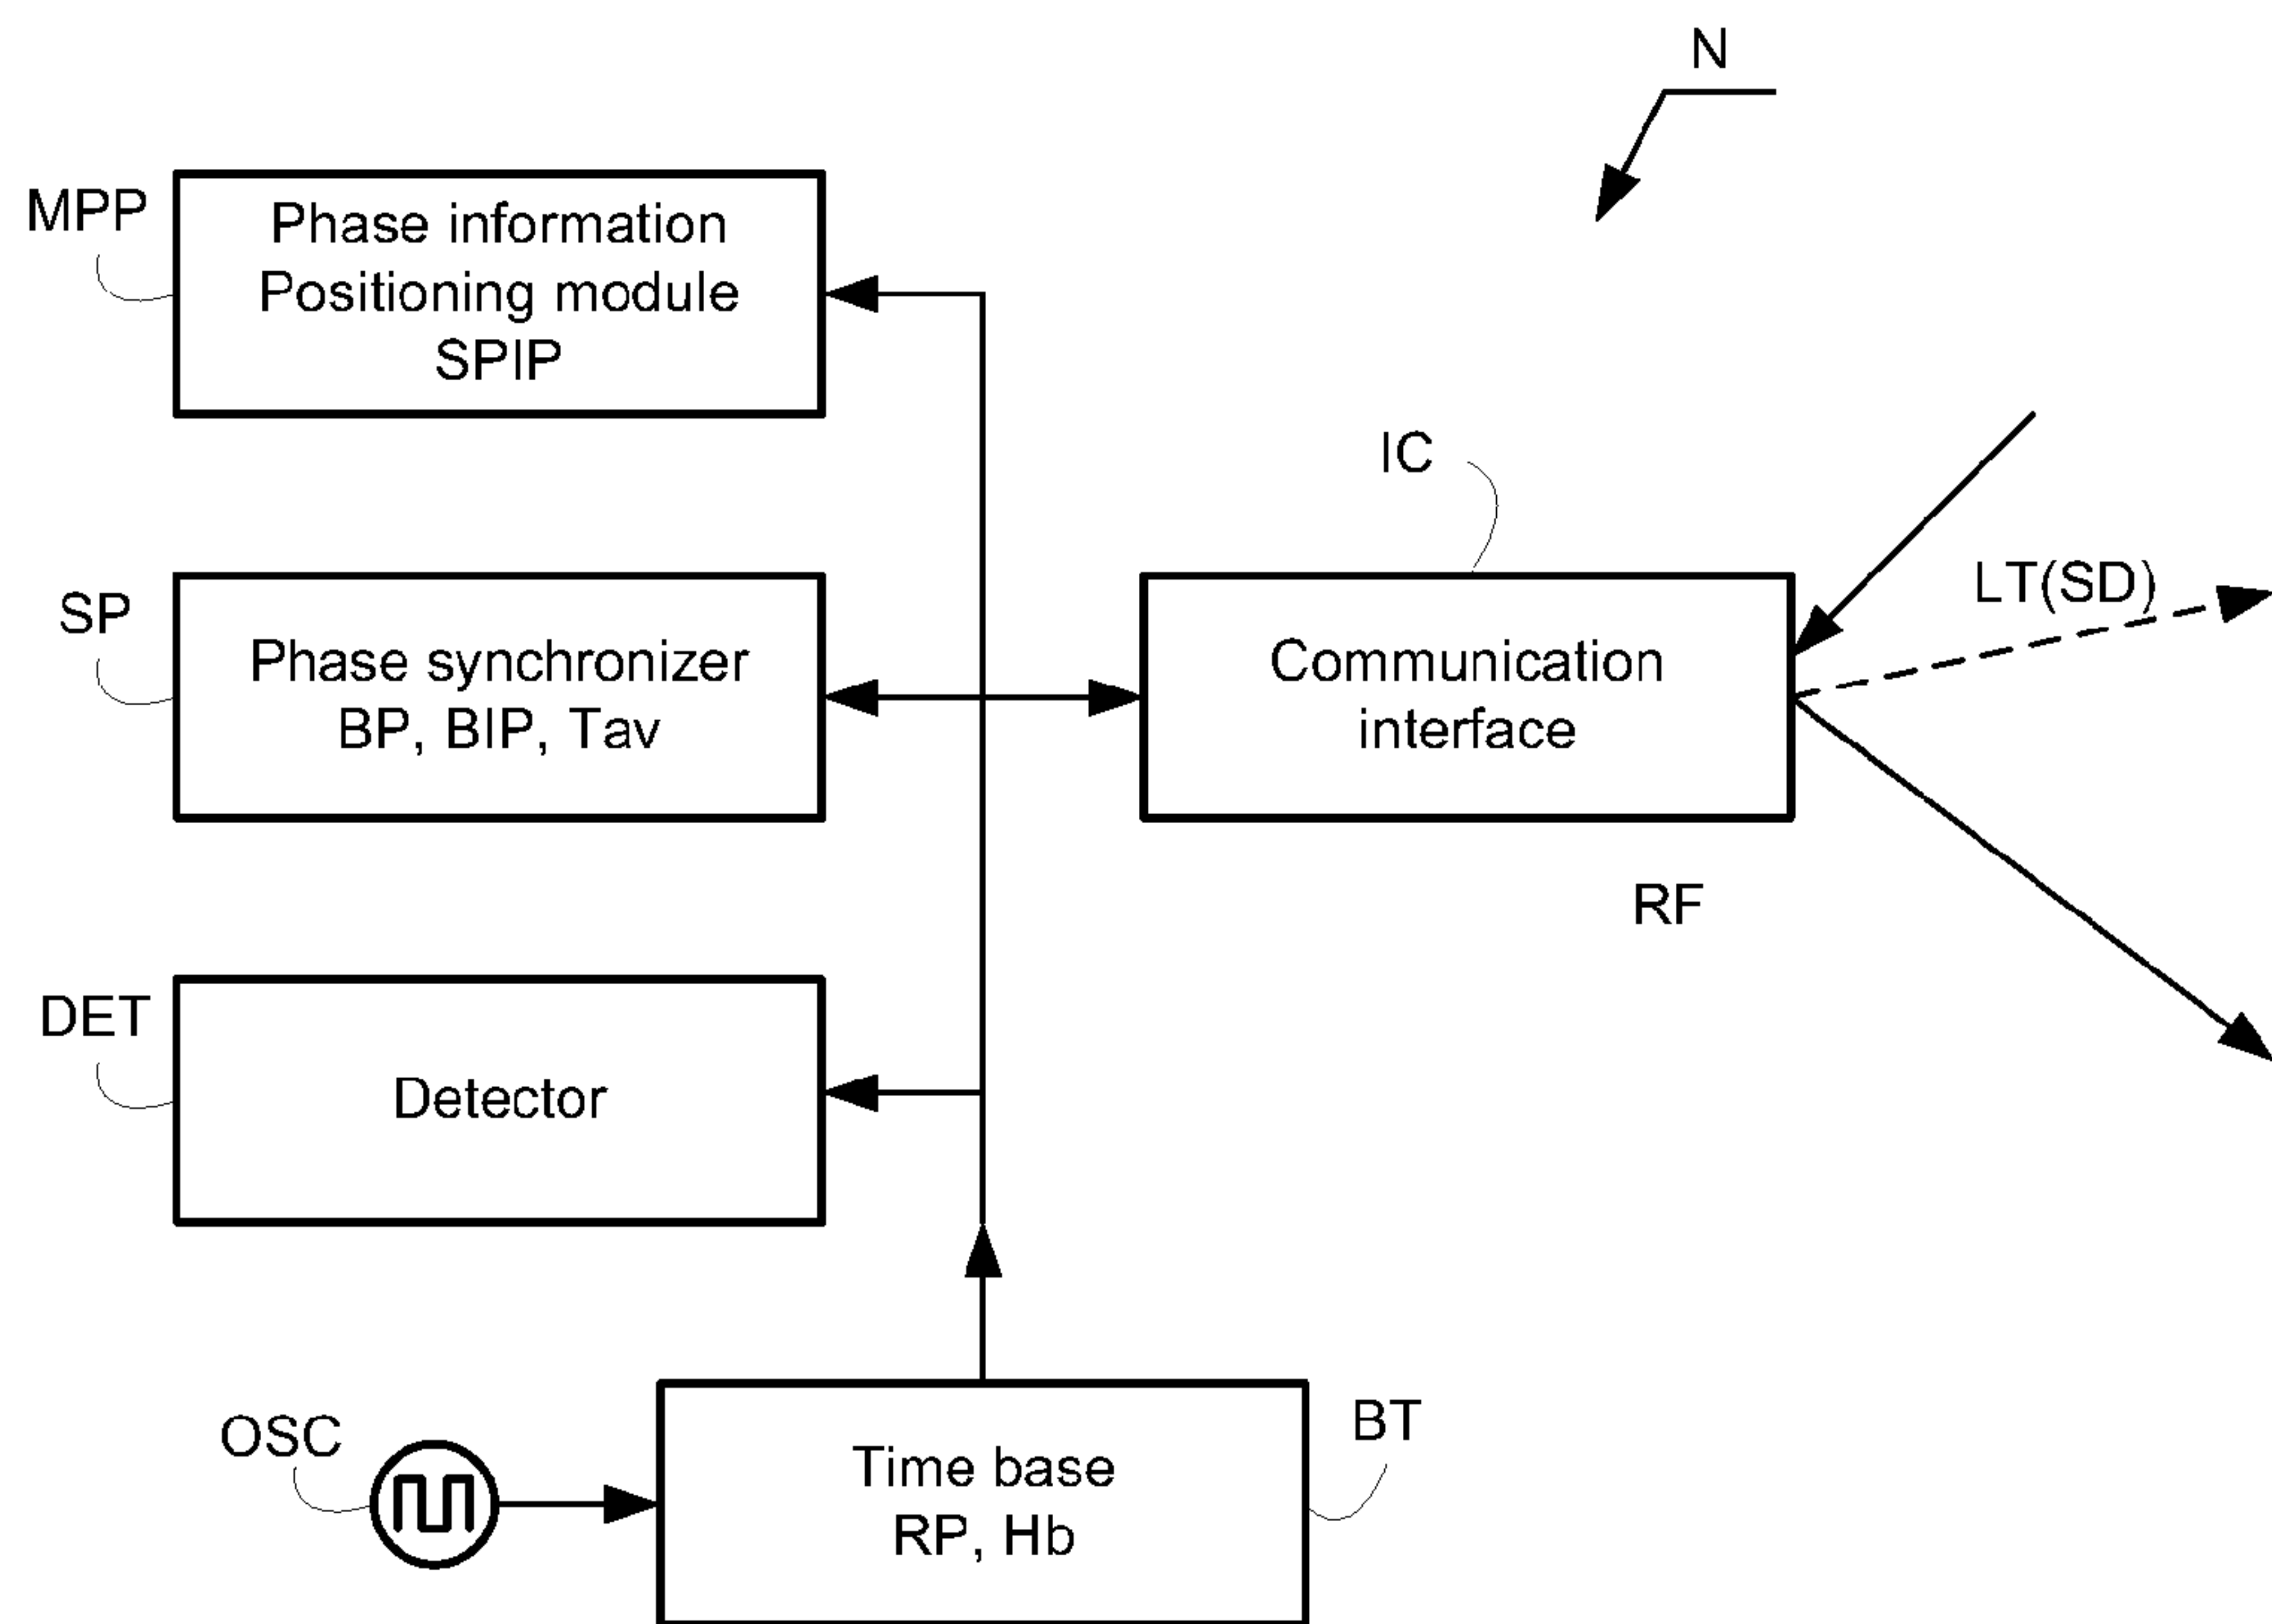 N
MPP
Phase information
Positioning module
SPIP
IC
LT(SD)
SP
Phase synchronizer
BP, BIP, Tav
Communication
interface
RF
DET
Detector
OSC
Time base
RP, Hb
BT